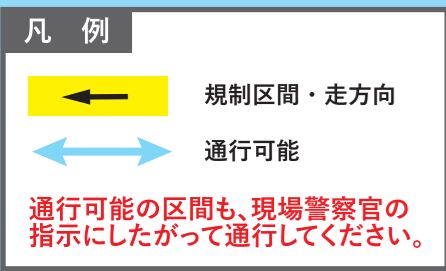 凡 例
規制区間・走方向
通行可能
通行可能の区間も、現場警察官の
指示にしたがって通行してください。